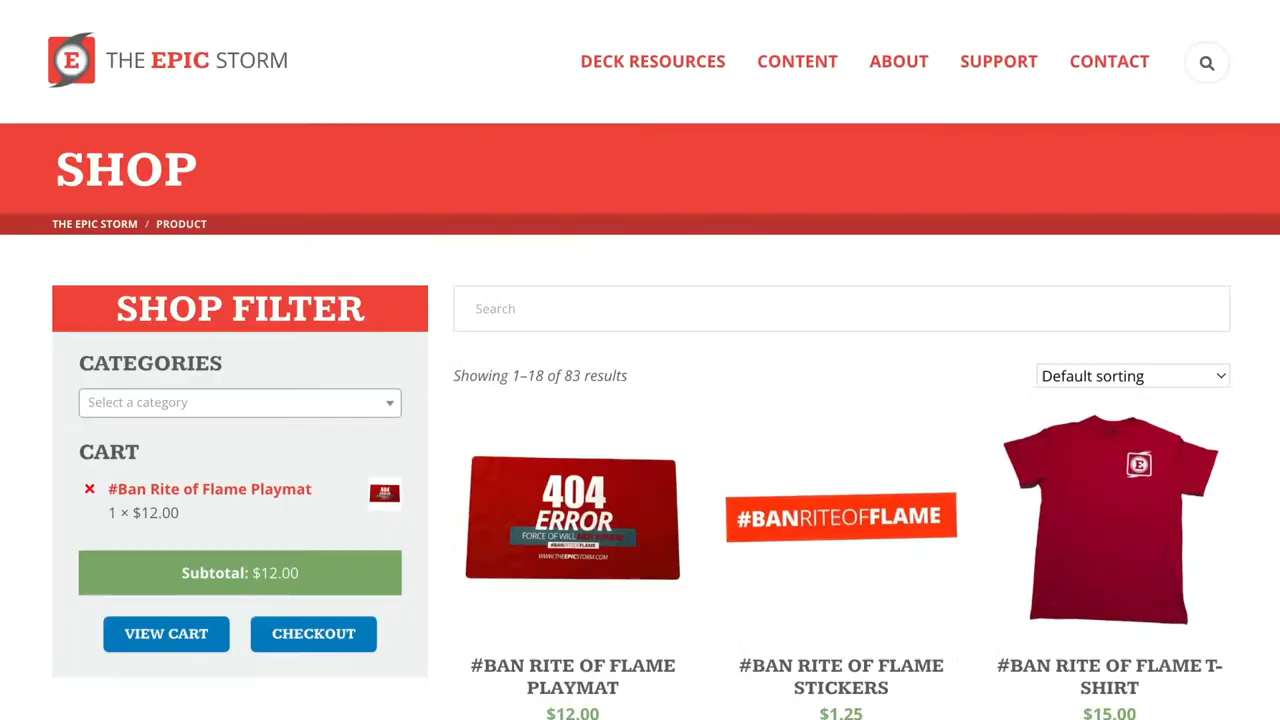 E THE EPIC STORM
DECK RESOURCES CONTENT ABOUT SUPPORT CONTACT
SHOP
THE EPIC STORM / PRODUCT
SHOP FILTER
Search
CATEGORIES
Showing 1–18 of 83 results
Default sorting
Select a category
CART
× #Ban Rite of Flame Playmat
1 × $12.00
404
ERROR
Subtotal: $12.00
VIEW CART CHECKOUT
404
ERROR
FORCE OF WILL
#BANRITEOFFLAME
WWW.THEEPICSTORM.COM
#BANRITEOFFLAME
E
#BAN RITE OF FLAME
PLAYMAT
$12.00
#BAN RITE OF FLAME
STICKERS
$1.25
#BAN RITE OF FLAME T-
SHIRT
$15.00